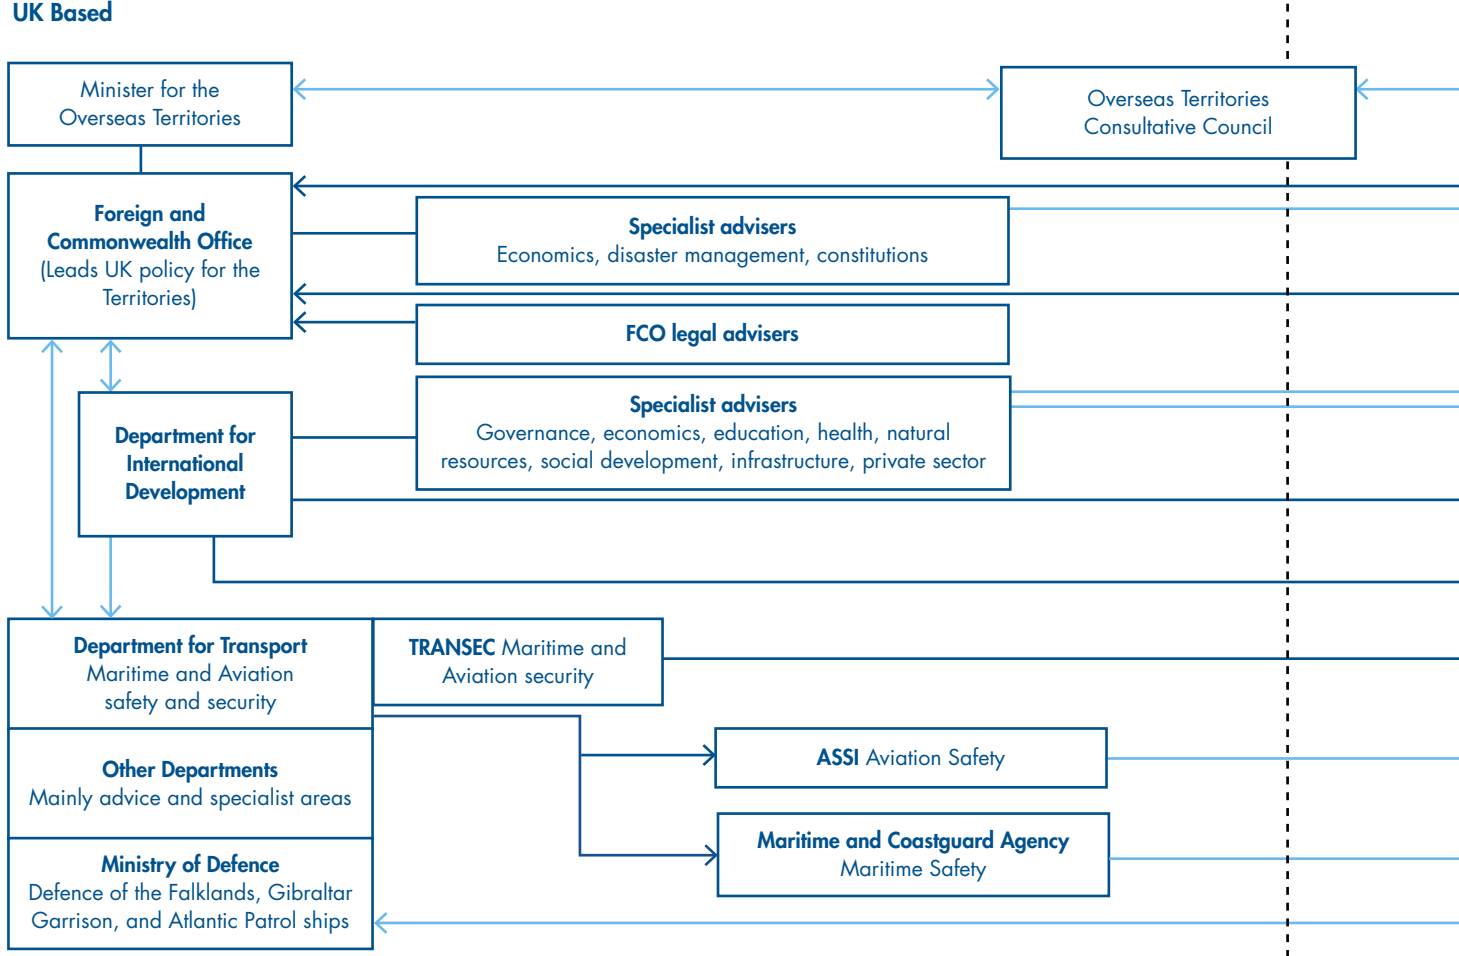 UK Based
Minister for the
Overseas Territories
Overseas Territories
Consultative Council
Foreign and
Commonwealth Office
(Leads UK policy for the
Territories)
Specialist advisers
Economics, disaster management, constitutions
FCO legal advisers
Specialist advisers
Governance, economics, education, health, natural
resources, social development, infrastructure, private sector
Department for
International
Development
Department for Transport
Maritime and Aviation
safety and security
TRANSEC Maritime and
Aviation security
Other Departments
Mainly advice and specialist areas
ASSI Aviation Safety
Maritime and Coastguard Agency
Maritime Safety
Ministry of Defence
Defence of the Falklands, Gibraltar
Garrison, and Atlantic Patrol ships